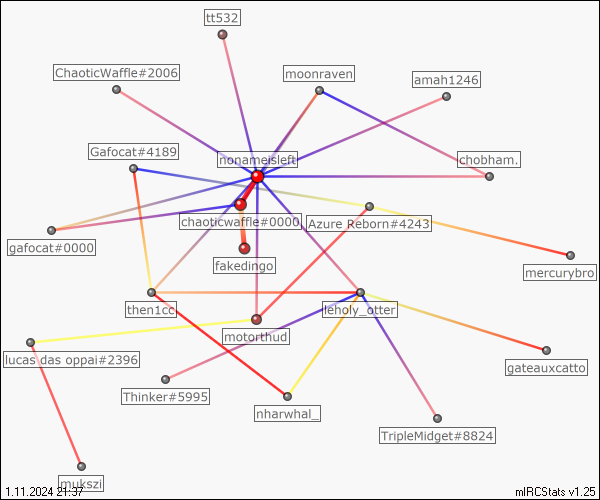 tt532
ChaoticWaffle#2006
moonraven
amah1246
Gafocat#4189
nonameisleft
chobham.
chaoticwaffle#0000
Azure Reborn#4243
gafocat#0000
fakedingo
mercurybro
then1cc
leholy_otter
motorthud
lucas das oppai#2396
gateauxcatto
Thinker#5995
nharwhal_
TripleMidget#8824
mukszi
1.11.2024 21:37
mIRCStats v1.25